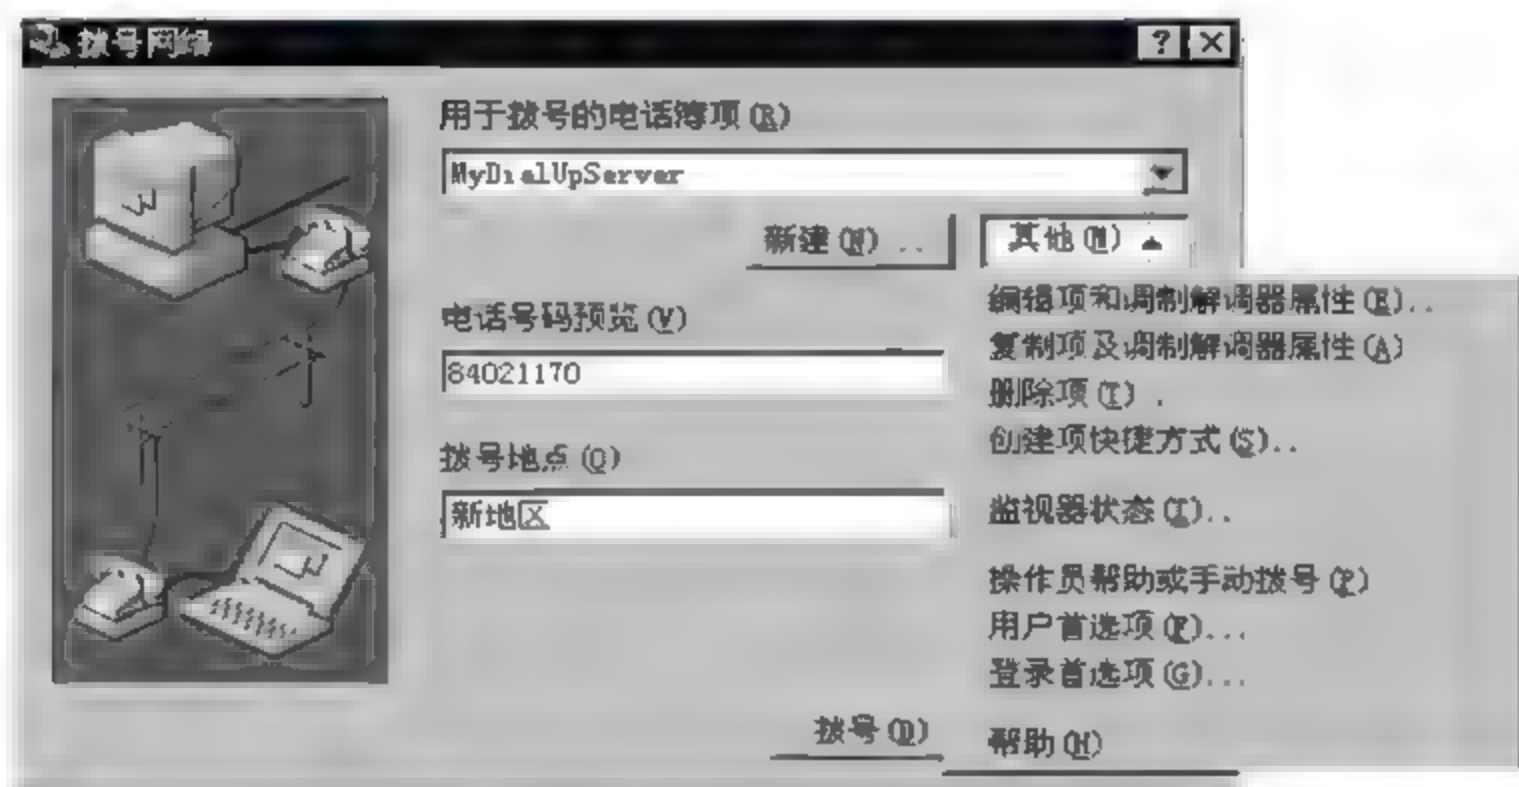 拨号网络
用于拨号的电话簿项(R)
MyDialUpServer
新建(N)..
其他(M)
电话号码预览(V)
84021170
拨号地点(O)
新地区
拨号(D)
编辑项和调制解调器属性(E)..
复制项及调制解调器属性(A)
删除项(T).
创建项快捷方式(S)..
监视器状态(T)..
操作员帮助或手动拨号(P)
用户首选项(F)...
登录首选项(G)...
帮助(H)